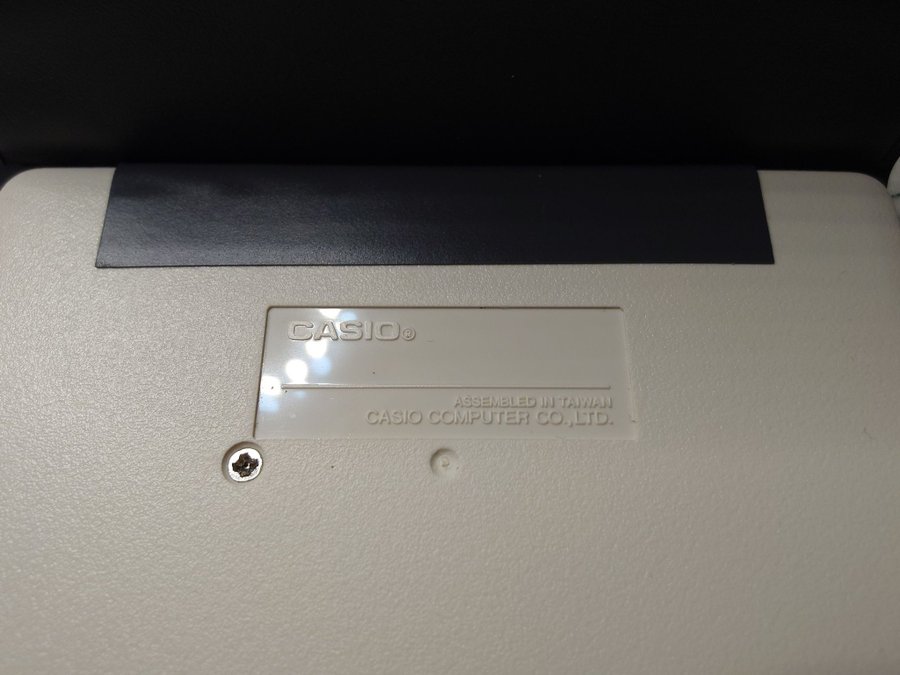 CASIO®
ASSEMBLED IN TAIWAN
CASIO COMPUTER CO.,LTD.